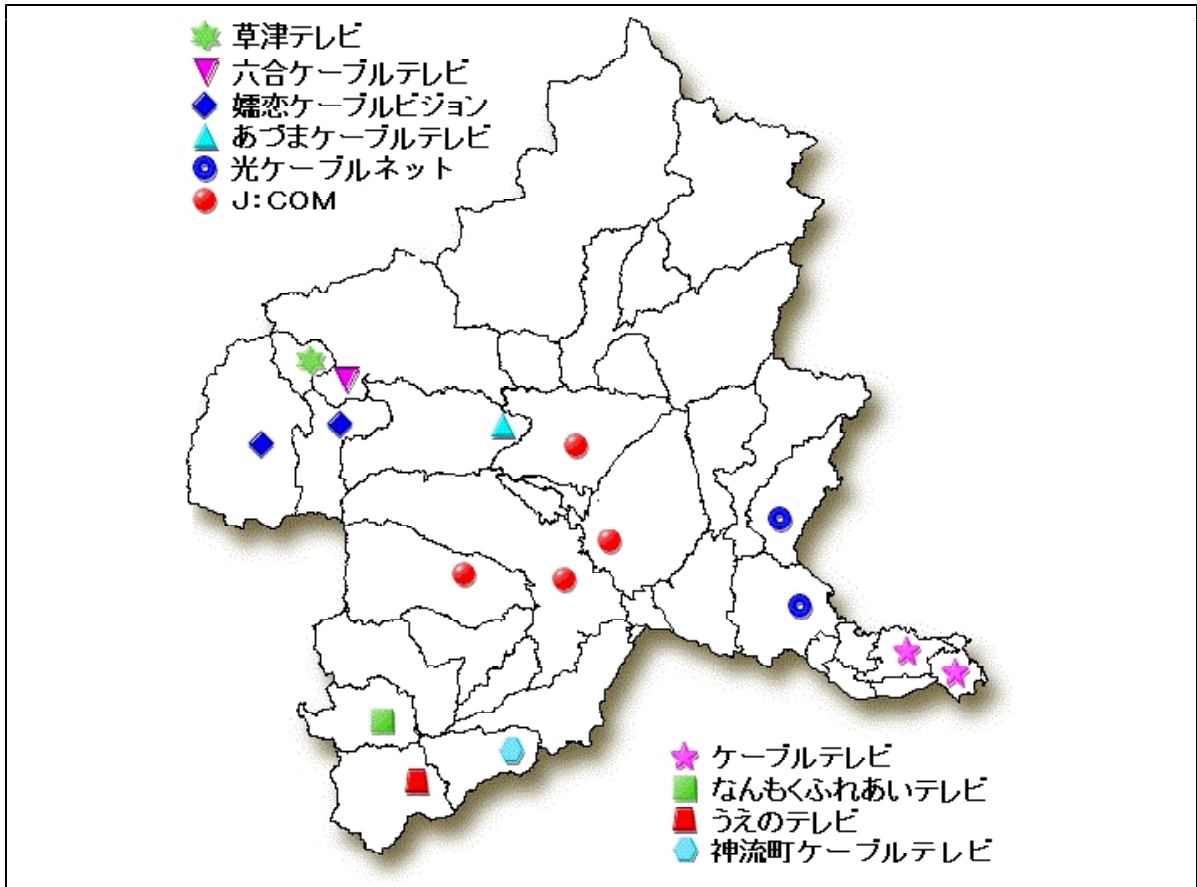 草津テレビ
六合ケーブルテレビ
嬬恋ケーブルビジョン
あづまケーブルテレビ
光ケーブルネット
J:COM
ケーブルテレビ
なんもくふれあいテレビ
うえのテレビ
神流町ケーブルテレビ